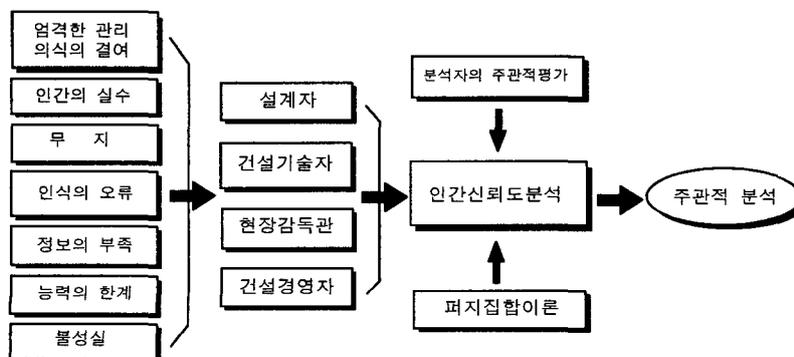 엄격한 관리
의식의 결여
인간의 실수
무 지
인식의 오류
정보의 부족
능력의 한계
불성실
설계자
건설기술자
현장감독관
건설경영자
분석자의 주관적평가
인간신뢰도분석
퍼지집합이론
주관적 분석